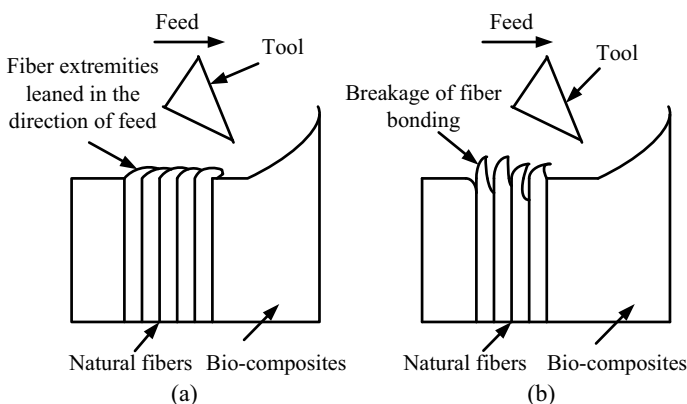 Feed
Tool
Fiber extremities
leaned in the
direction of feed
Natural fibers
Bio-composites
(a)
Feed
Tool
Breakage of fiber
bonding
Natural fibers
Bio-composites
(b)